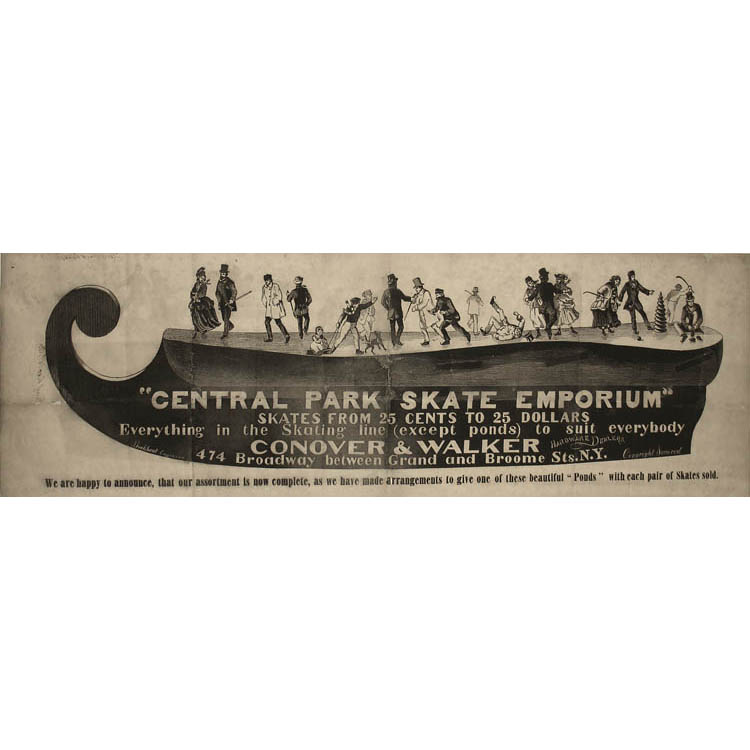 "CENTRAL PARK SKATE EMPORIUM"
SKATES FROM 25 CENTS TO 25 DOLLARS
Everything in the Skating line (except ponds) to suit everybody
CONOVER & WALKER HARDWARE DEALERS
474 Broadway between Grand and Broome Sts. N.Y. Copyright Secured
We are happy to announce, that our assortment is now complete, as we have made arrangements to give one of these beautiful "Ponds" with each pair of Skates sold.